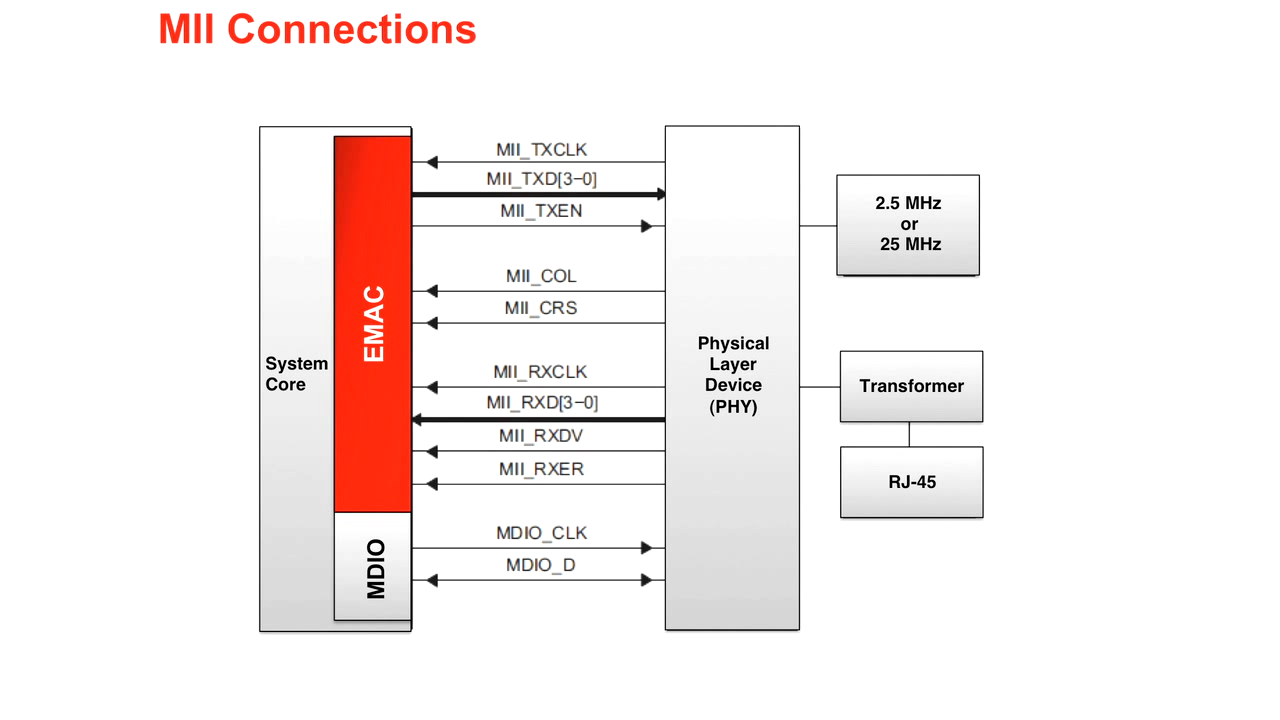 MII Connections
MII_TXCLK
MII_TXD[3−0]
MII_TXEN
MII_COL
MII_CRS
MII_RXCLK
MII_RXD[3−0]
MII_RXDV
MII_RXER
MDIO_CLK
MDIO_D
System
Core
EMAC
MDIO
Physical
Layer
Device
(PHY)
2.5 MHz
or
25 MHz
Transformer
RJ-45